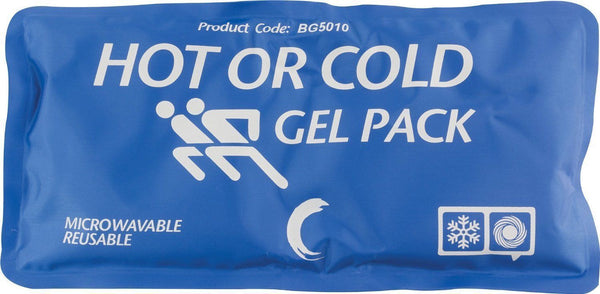 Product Code: BG5010
HOT OR COLD
GEL PACK
MICROWAVABLE
REUSABLE